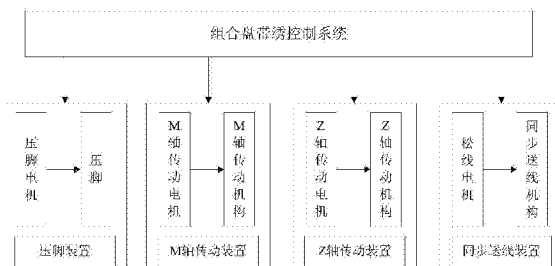 组合盘带绣控制系统
压脚电机
压脚
M轴传动电机
M轴传动机构
Z轴传动电机
Z轴传动机构
松线电机
同步送线机构
压脚装置
M轴传动装置
Z轴传动装置
同步送线装置